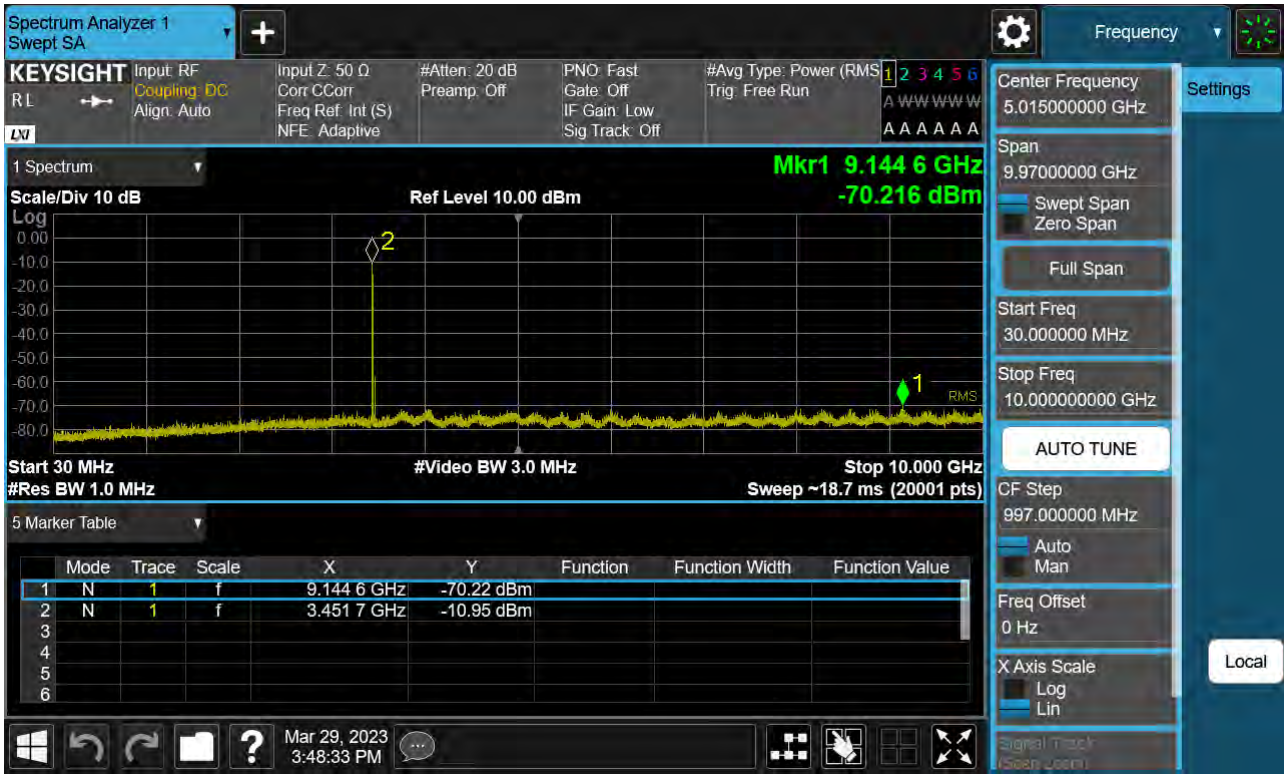 Spectrum Analyzer 1
Swept SA
+
Frequency
KEYSIGHT
RL
LXI
Input: RF
Coupling: DC
Align: Auto
Input Z: 50 Ω
Corr CCorr
Freq Ref: Int (S)
NFE: Adaptive
#Atten: 20 dB
Preamp: Off
PNO: Fast
Gate: Off
IF Gain: Low
Sig Track: Off
#Avg Type: Power (RMS
Trig: Free Run
1 2 3 4 5 6
A W W W W W
A A A A A A
1 Spectrum
Mkr1 9.144 6 GHz
-70.216 dBm
Scale/Div 10 dB
Ref Level 10.00 dBm
Log
0.00
-10.0
-20.0
-30.0
-40.0
-50.0
-60.0
-70.0
-80.0
2
1
RMS
Start 30 MHz
#Video BW 3.0 MHz
Stop 10.000 GHz
#Res BW 1.0 MHz
Sweep ~18.7 ms (20001 pts)
5 Marker Table
Mode Trace Scale X Y Function Function Width Function Value
1 N 1 f 9.144 6 GHz -70.22 dBm
2 N 1 f 3.451 7 GHz -10.95 dBm
3
4
5
6
Mar 29, 2023
3:48:33 PM
Center Frequency
5.015000000 GHz
Span
9.97000000 GHz
Swept Span
Zero Span
Full Span
Start Freq
30.000000 MHz
Stop Freq
10.000000000 GHz
AUTO TUNE
CF Step
997.000000 MHz
Auto
Man
Freq Offset
0 Hz
X Axis Scale
Log
Lin
Signal Track
(Span Zoom)
Settings
Local